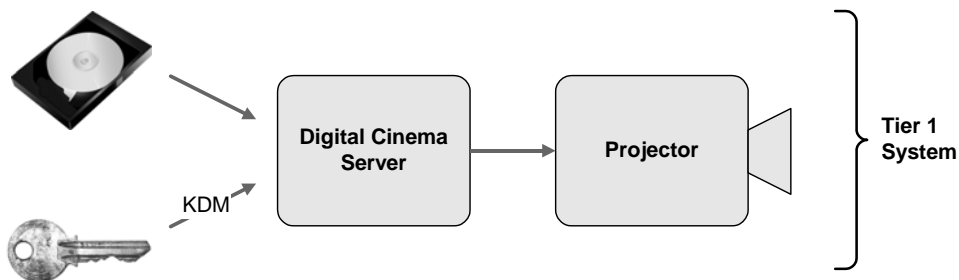 Digital Cinema
Server
Projector
Tier 1
System
KDM